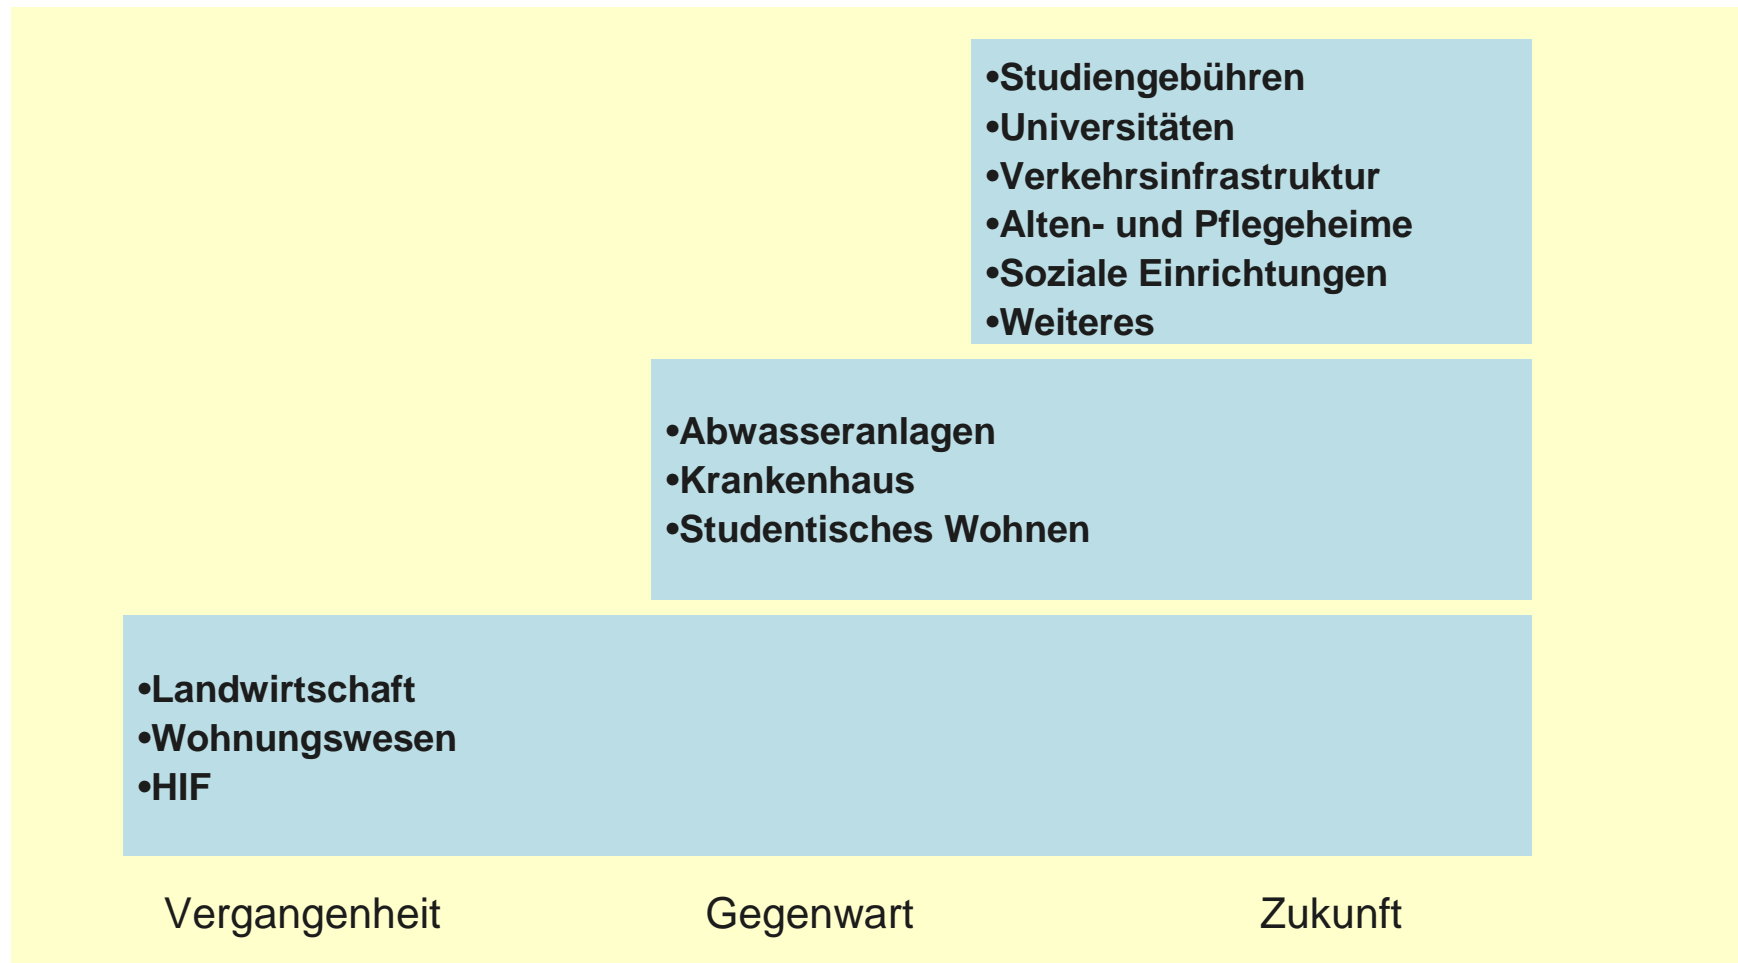 •Studiengebühren
•Universitäten
•Verkehrsinfrastruktur
•Alten- und Pflegeheime
•Soziale Einrichtungen
•Weiteres
•Abwasseranlagen
•Krankenhaus
•Studentisches Wohnen
•Landwirtschaft
•Wohnungswesen
•HIF
Vergangenheit Gegenwart Zukunft